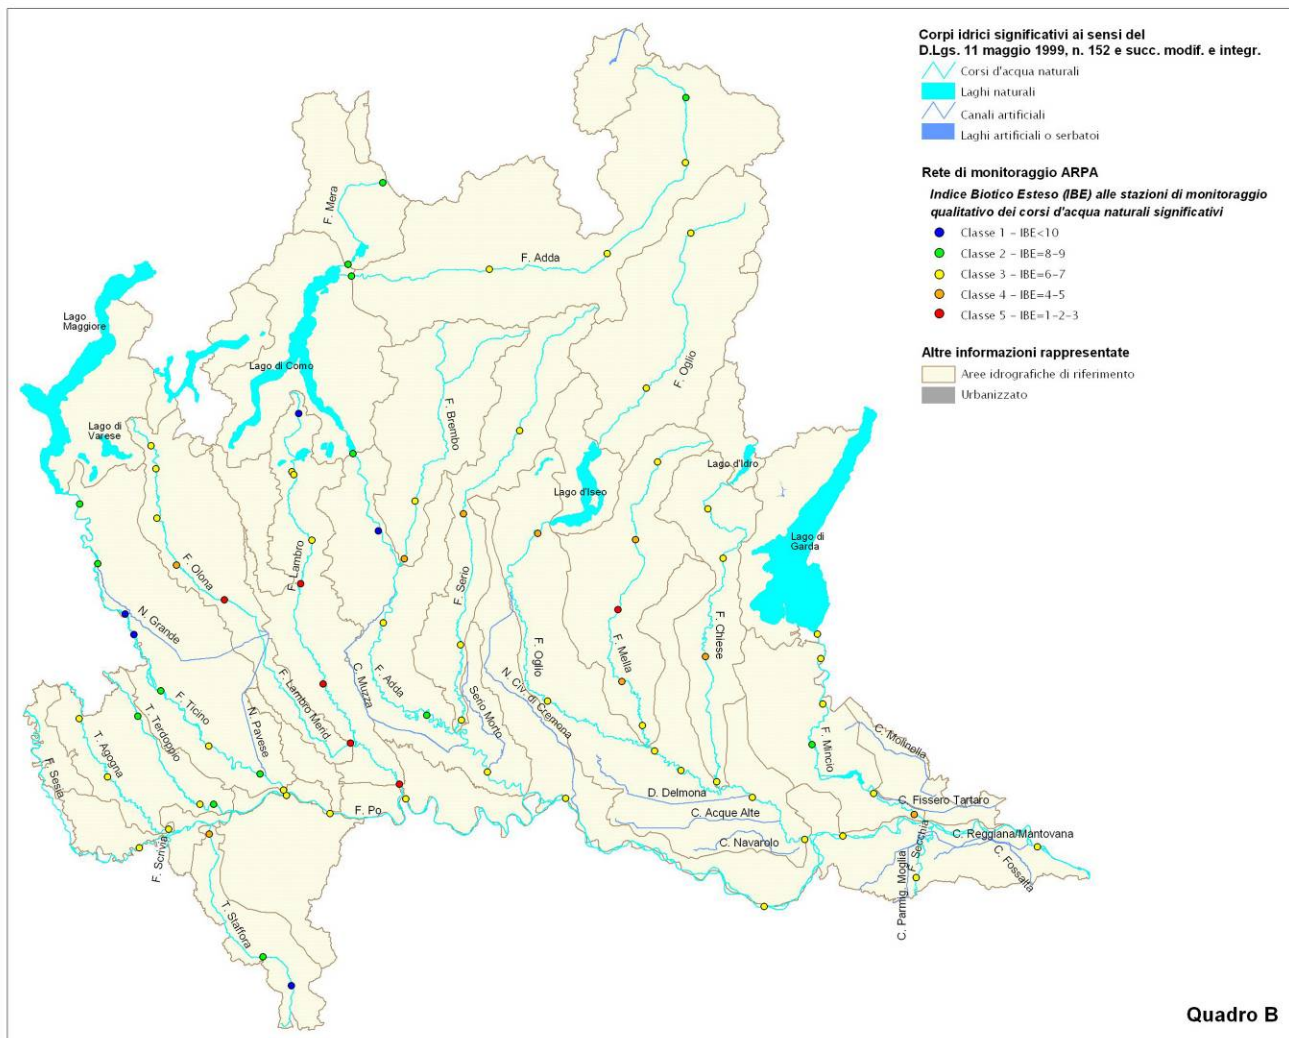 Corpi idrici significativi ai sensi del
D.Lgs. 11 maggio 1999, n. 152 e succ. modif. e integr.
Corsi d'acqua naturali
Laghi naturali
Canali artificiali
Laghi artificiali o serbatoi
Rete di monitoraggio ARPA
Indice Biotico Esteso (IBE) alle stazioni di monitoraggio
qualitativo dei corsi d'acqua naturali significativi
Classe 1 - IBE<10
Classe 2 - IBE=8-9
Classe 3 - IBE=6-7
Classe 4 - IBE=4-5
Classe 5 - IBE=1-2-3
Altre informazioni rappresentate
Aree idrografiche di riferimento
Urbanizzato
F. Mera
F. Adda
Lago
Maggiore
Lago di Como
F. Oglio
Lago di
Varese
F. Brembo
Lago d'Idro
Lago d'Iseo
Lago di
Garda
F. Olona
F. Lambro
F. Serio
N. Grande
F. Chiese
F. Oglio
F. Mella
F. Adda
C. Muzza
F. Lambro Merid.
N. Civ. di Cremona
Serio Morto
F. Ticino
N. Pavese
T. Terdoppio
T. Agogna
F. Sesia
F. Mincio
C. Molinella
D. Delmona
C. Fissero Tartaro
F. Po
C. Acque Alte
C. Navarolo
C. Reggiana/Mantovana
F. Secchia
C. Fossalta
C. Parmig. Moglia
F. Scrivia
T. Staffora
Quadro B